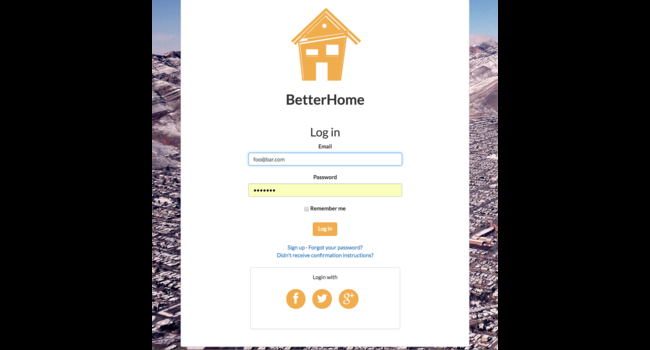 BetterHome
Log in
Email
foo@bar.com
Password
•••••••
Remember me
Log in
Sign up - Forgot your password?
Didn't receive confirmation instructions?
Login with